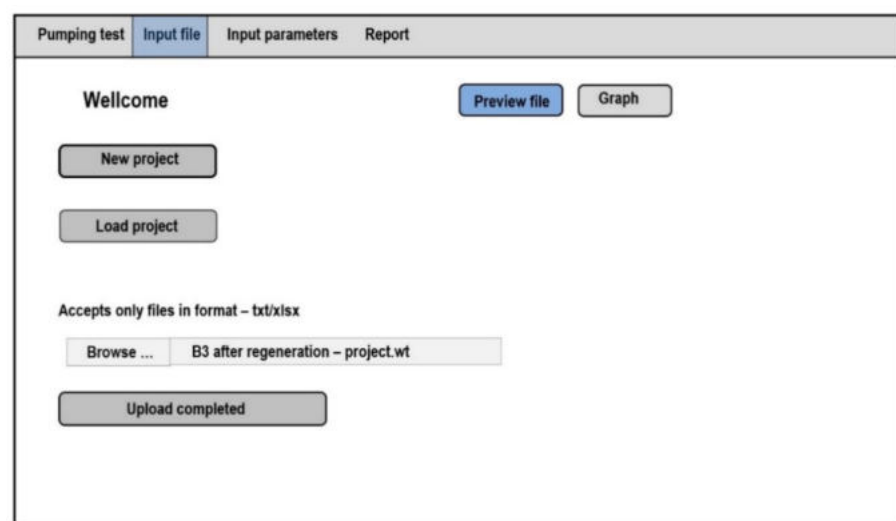 Pumping test Input file Input parameters Report
Wellcome Preview file Graph
New project
Load project
Accepts only files in format – txt/xlsx
Browse ... B3 after regeneration – project.wt
Upload completed